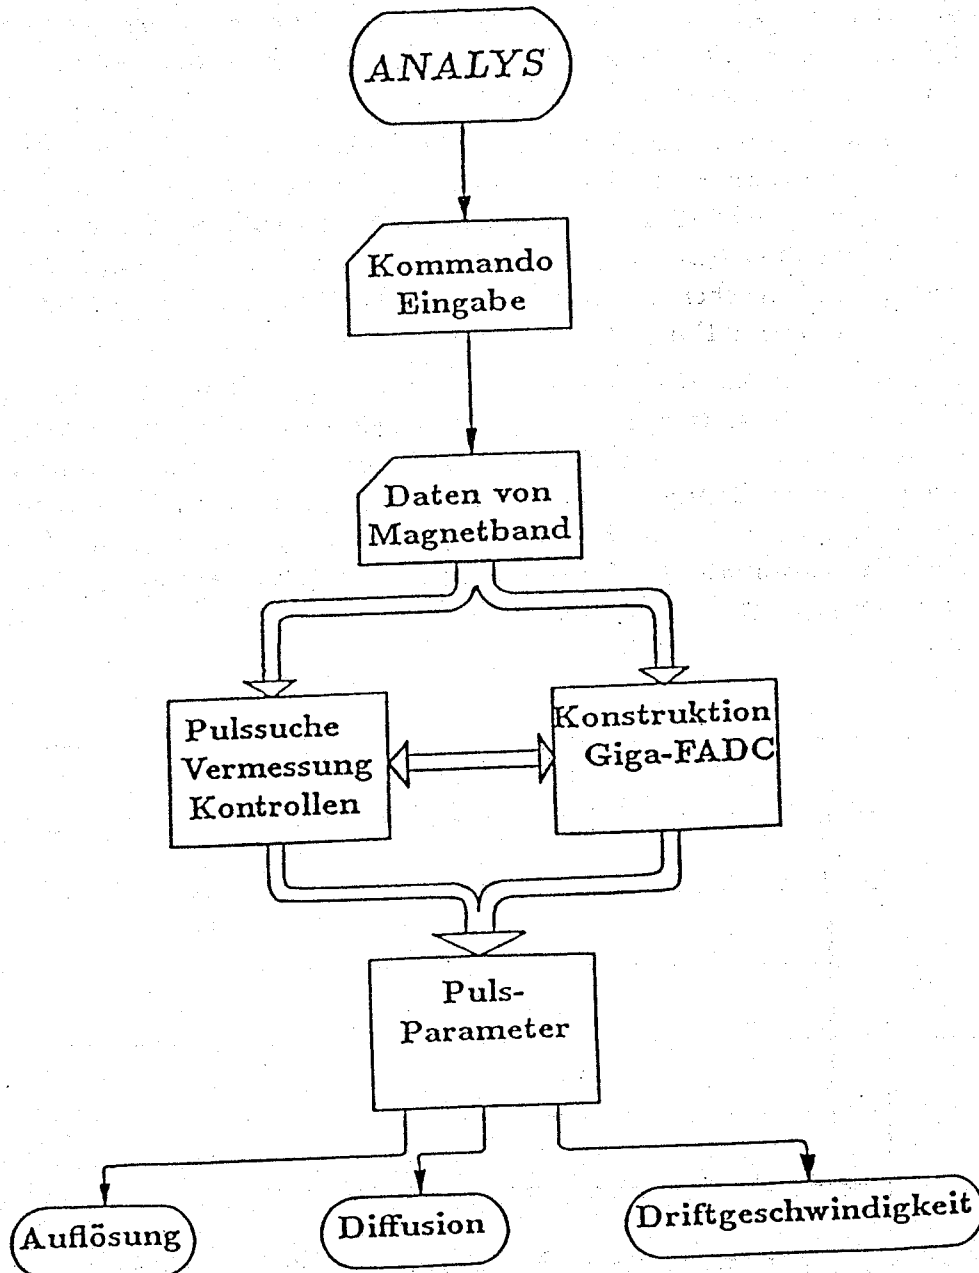 ANALYS
Kommando
Eingabe
Daten von
Magnetband
Pulssuche
Vermessung
Kontrollen
Konstruktion
Giga-FADC
Puls-
Parameter
Auflösung
Diffusion
Driftgeschwindigkeit